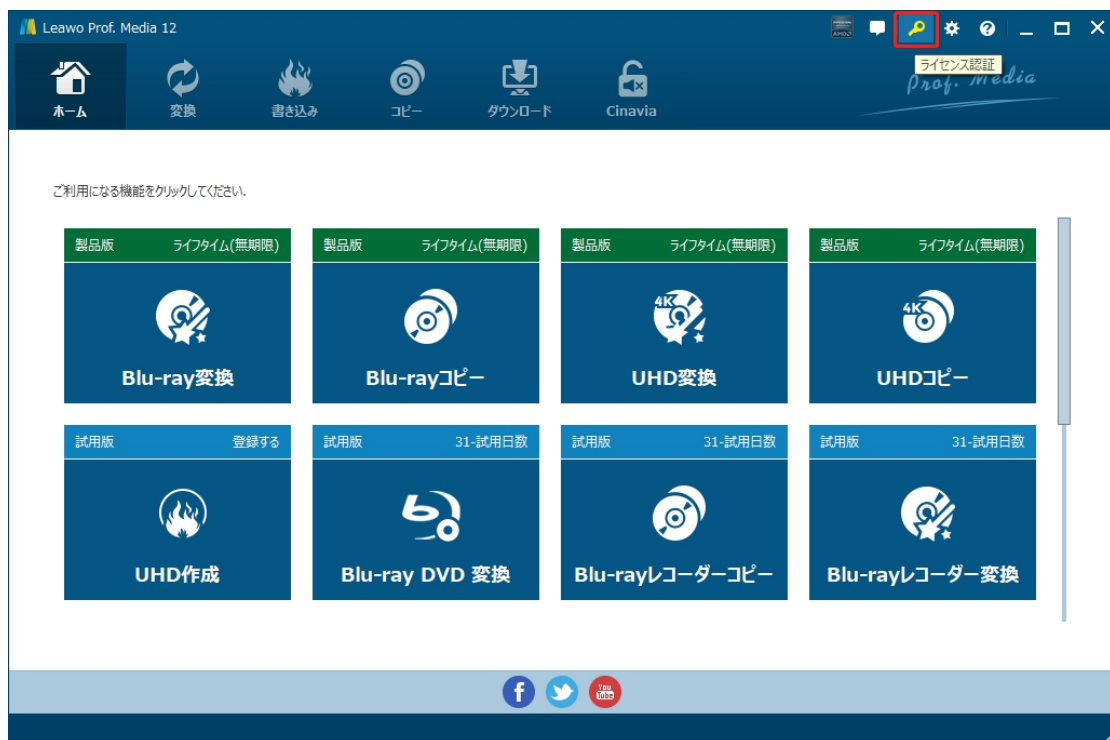 Leawo Prof. Media 12
ライセンス認証
Prof. Media
ホーム
変換
書き込み
コピー
ダウンロード
Cinavia
ご利用になる機能をクリックしてください.
製品版 ライフタイム(無期限)
製品版 ライフタイム(無期限)
製品版 ライフタイム(無期限)
製品版 ライフタイム(無期限)
4K
4K
Blu-ray変換
Blu-rayコピー
UHD変換
UHDコピー
試用版 登録する
試用版 31-試用日数
試用版 31-試用日数
試用版 31-試用日数
UHD作成
Blu-ray DVD 変換
Blu-rayレコーダーコピー
Blu-rayレコーダー変換
You
Tube